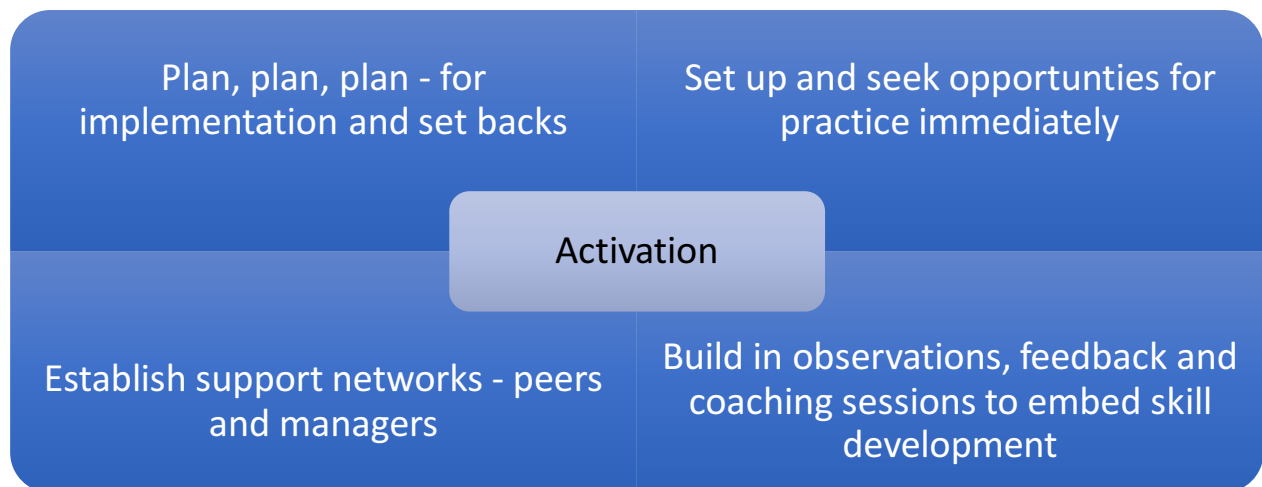 Plan, plan, plan - for
implementation and set backs
Set up and seek opportunties for
practice immediately
Activation
Establish support networks - peers
and managers
Build in observations, feedback and
coaching sessions to embed skill
development